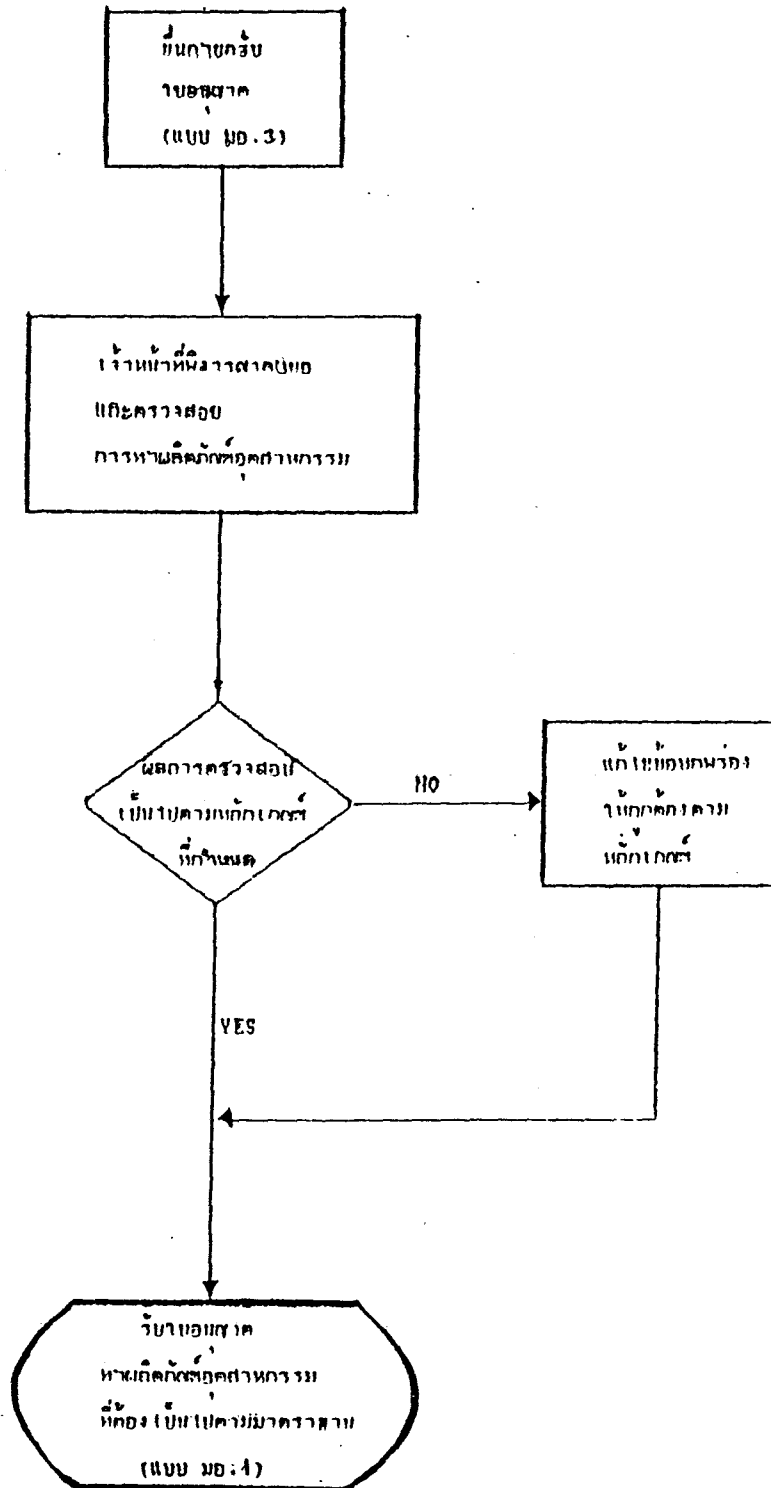 ยื่นคำขอรับ
ใบอนุญาต
(แบบ มอ.3)
เจ้าหน้าที่พิจารณาคำขอ
และตรวจสอบ
การทำผลิตภัณฑ์อุตสาหกรรม
ผลการตรวจสอบ
เป็นไปตามหลักเกณฑ์
ที่กำหนด
NO
แก้ไขข้อบกพร่อง
ให้ถูกต้องตาม
หลักเกณฑ์
YES
รับใบอนุญาต
ทำผลิตภัณฑ์อุตสาหกรรม
ที่ต้องเป็นไปตามมาตราฐาน
(แบบ มอ.4)